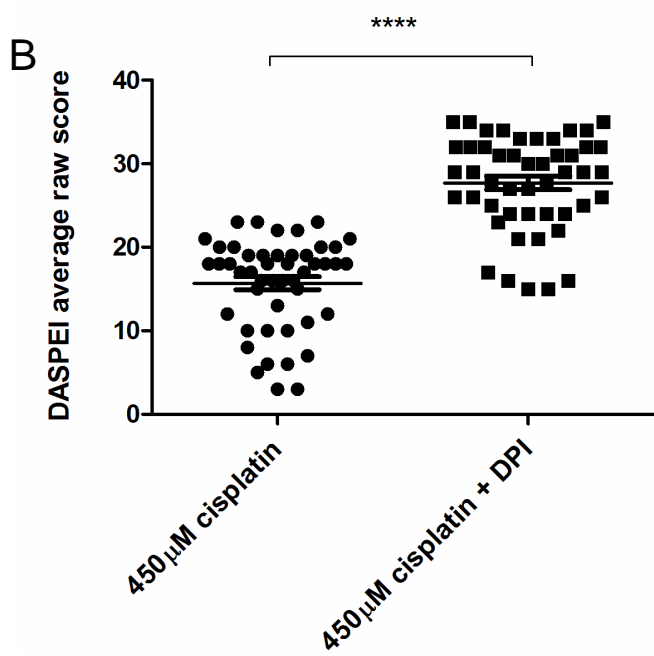 B
****
DASPEI average raw score
40
30
20
10
0
450μM cisplatin
450μM cisplatin + DPI